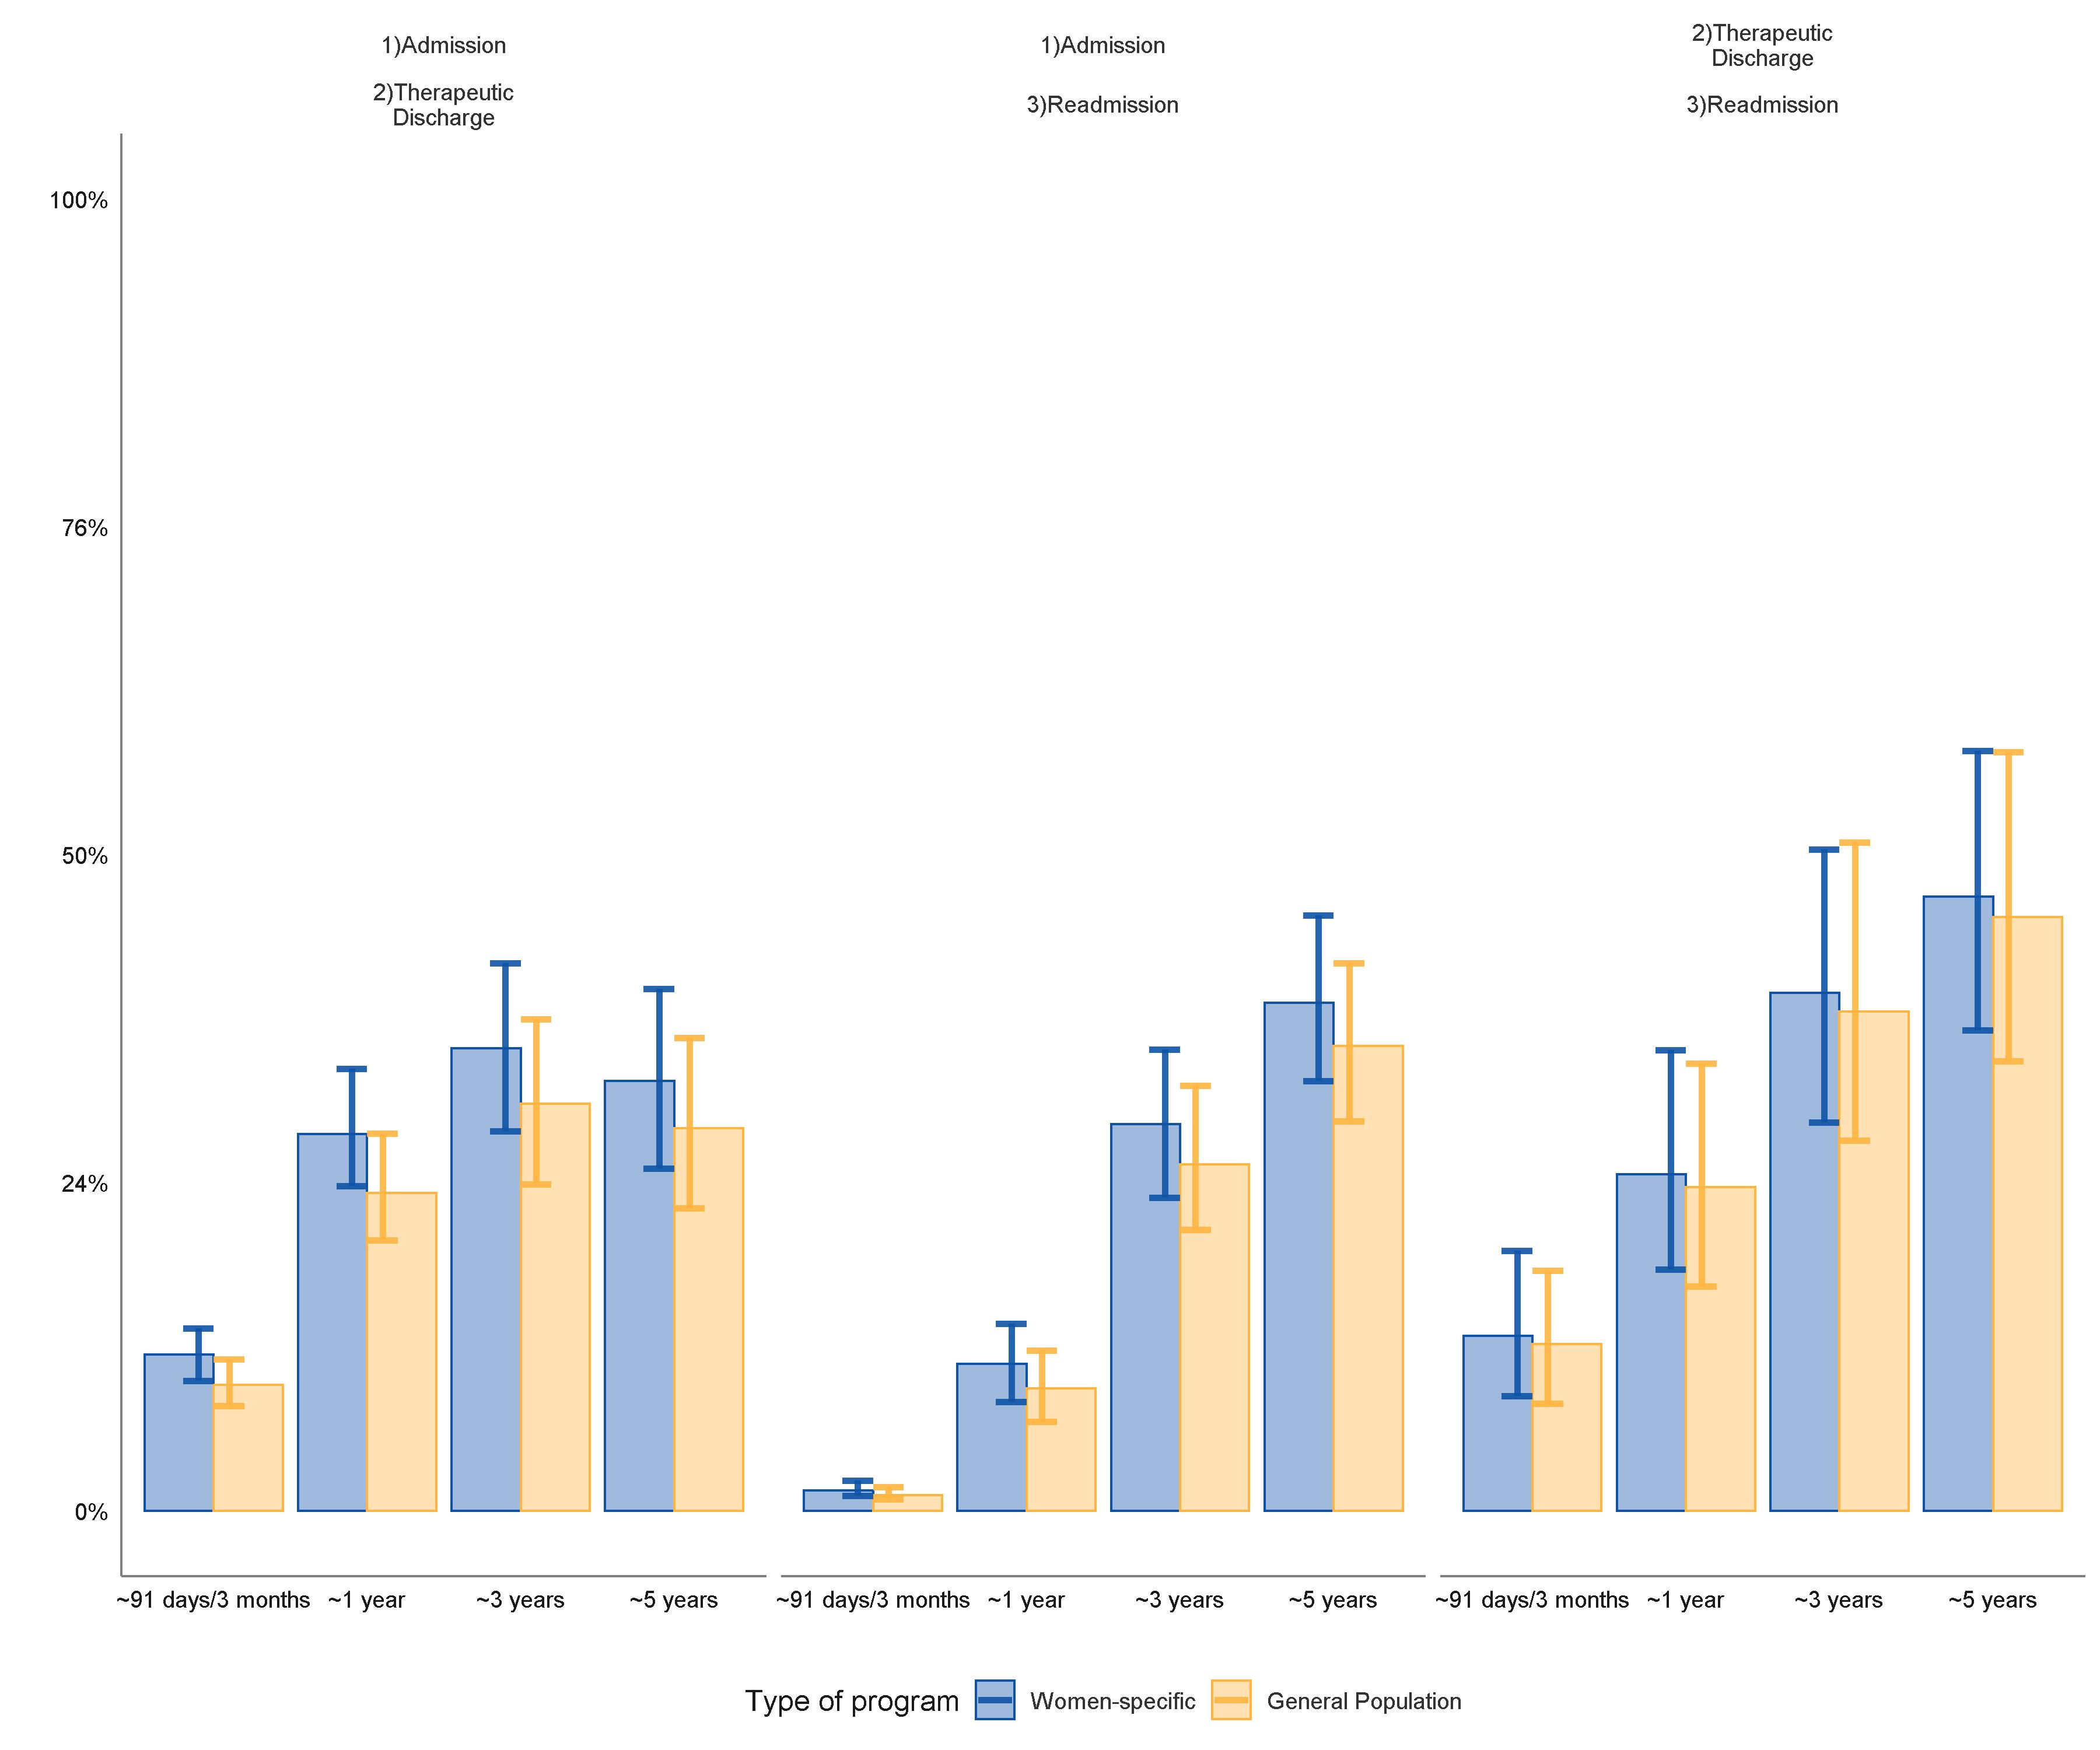 1)Admission
2)Therapeutic
Discharge
1)Admission
3)Readmission
2)Therapeutic
Discharge
3)Readmission
100%
76%
50%
24%
0%
~91 days/3 months ~1 year ~3 years ~5 years
~91 days/3 months ~1 year ~3 years ~5 years
~91 days/3 months ~1 year ~3 years ~5 years
Type of program Women-specific General Population